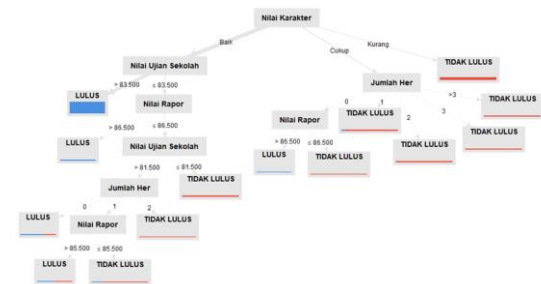 Nilai Karakter
Baik
Cukup
Kurang
Nilai Ujian Sekolah
TIDAK LULUS
Jumlah Her
> 83.500
≤ 83.500
LULUS
Nilai Rapor
0
1
2
3
>3
TIDAK LULUS
Nilai Rapor
TIDAK LULUS
TIDAK LULUS
TIDAK LULUS
> 86.500
≤ 86.500
LULUS
Nilai Ujian Sekolah
> 86.500
≤ 86.500
LULUS
TIDAK LULUS
> 81.500
≤ 81.500
Jumlah Her
TIDAK LULUS
0
1
2
LULUS
Nilai Rapor
TIDAK LULUS
> 85.500
≤ 85.500
LULUS
TIDAK LULUS